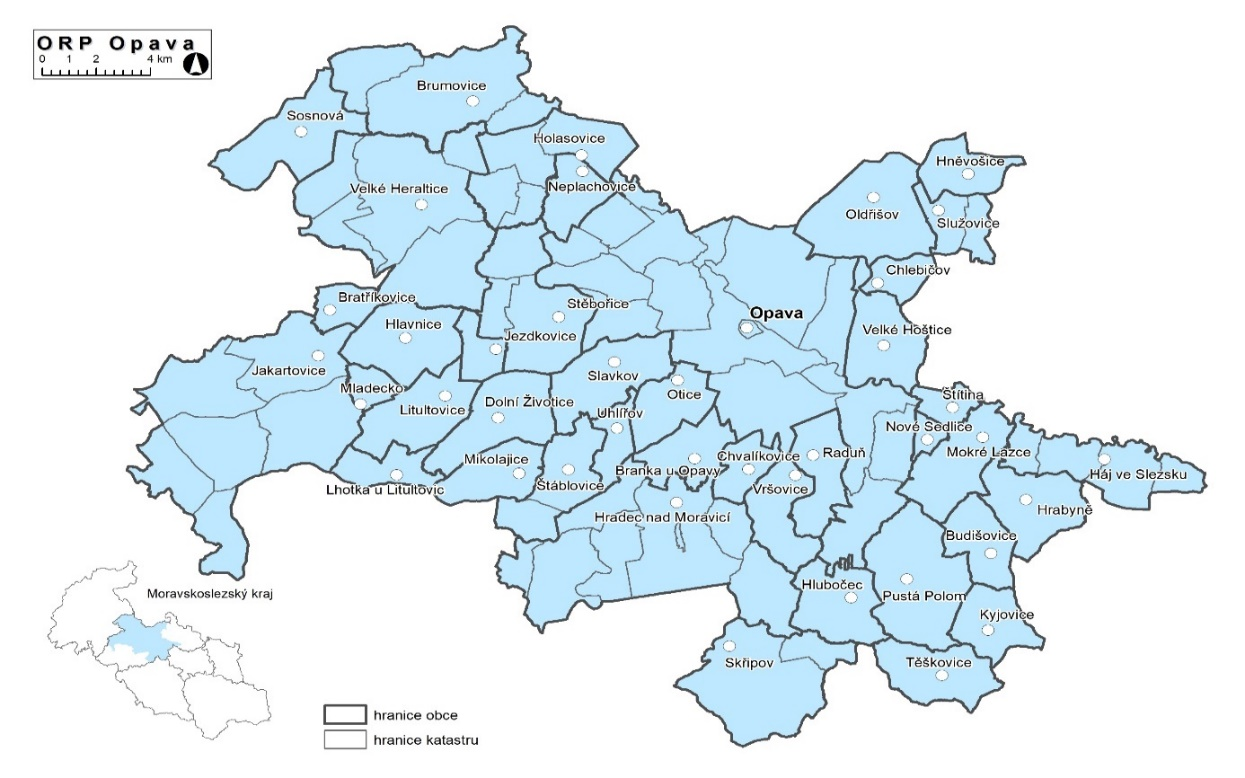 ORP Opava
0 1 2 4 km
Brumovice
Sosnová
Holasovice
Hněvošice
Velké Heraltice
Neplachovice
Oldřišov
Služovice
Chlebičov
Bratříkovice
Stěbořice
Opava
Hlavnice
Velké Hoštice
Jezdkovice
Jakartovice
Slavkov
Mladecko
Otice
Štítina
Litultovice
Dolní Životice
Uhlířov
Nové Sedlice
Mokré Lazce
Mikolajice
Chvalíkovice
Raduň
Branka u Opavy
Háj ve Slezsku
Lhotka u Litultovic
Štáblovice
Vršovice
Hradec nad Moravicí
Hrabyně
Budišovice
Hlubočec
Moravskoslezský kraj
Pustá Polom
Kyjovice
Skřipov
Těškovice
hranice obce
hranice katastru